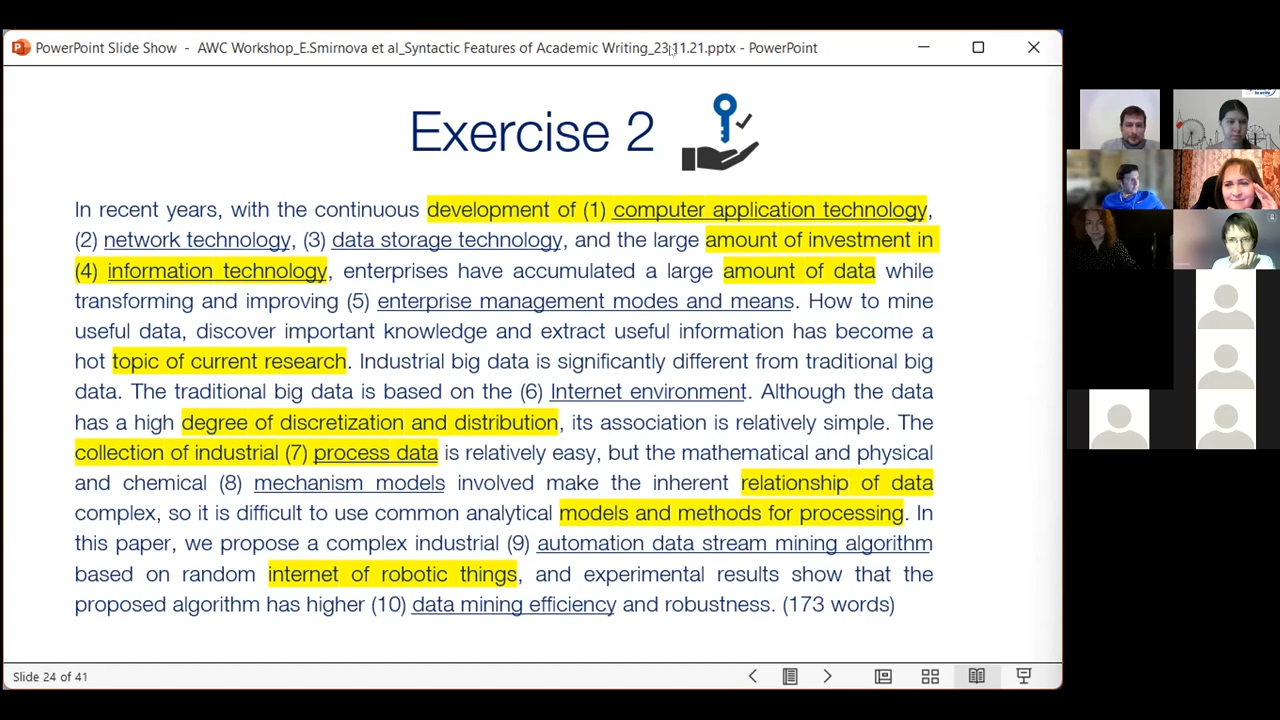 PowerPoint Slide Show - AWC Workshop_E.Smirnova et al_Syntactic Features of Academic Writing_23.11.21.pptx - PowerPoint
Exercise 2
In recent years, with the continuous development of (1) computer application technology,
(2) network technology, (3) data storage technology, and the large amount of investment in
(4) information technology, enterprises have accumulated a large amount of data while
transforming and improving (5) enterprise management modes and means. How to mine
useful data, discover important knowledge and extract useful information has become a
hot topic of current research. Industrial big data is significantly different from traditional big
data. The traditional big data is based on the (6) Internet environment. Although the data
has a high degree of discretization and distribution, its association is relatively simple. The
collection of industrial (7) process data is relatively easy, but the mathematical and physical
and chemical (8) mechanism models involved make the inherent relationship of data
complex, so it is difficult to use common analytical models and methods for processing. In
this paper, we propose a complex industrial (9) automation data stream mining algorithm
based on random internet of robotic things, and experimental results show that the
proposed algorithm has higher (10) data mining efficiency and robustness. (173 words)
Slide 24 of 41